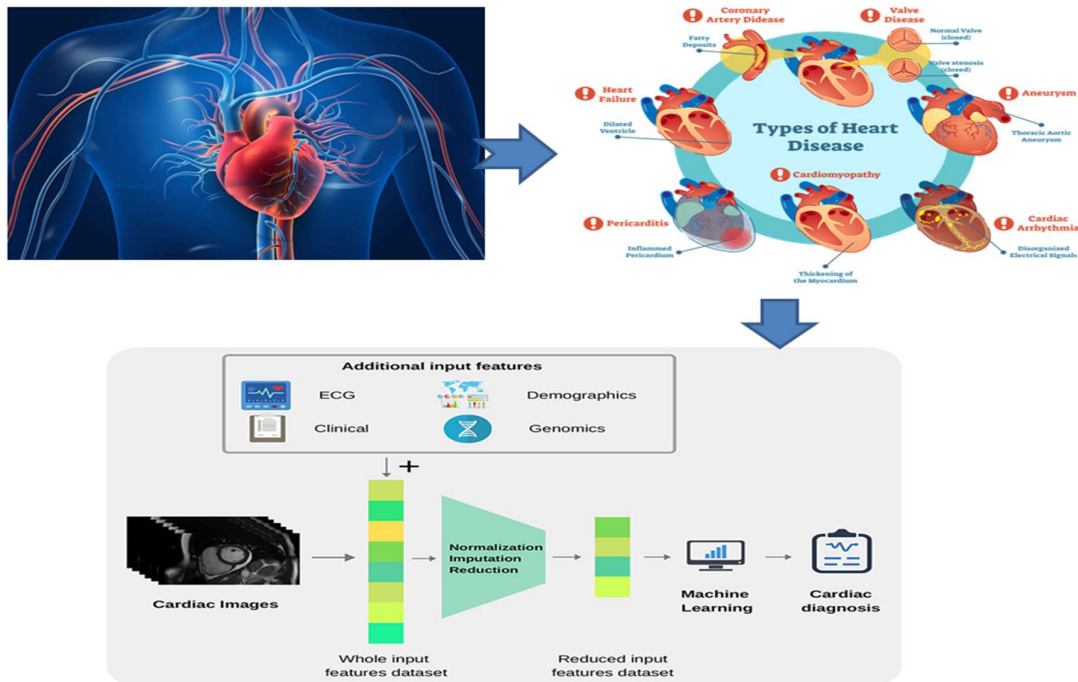 Coronary
Artery Didease
Fatty
Deposits
Valve
Disease
Normal Valve
(closed)
Valve stenosis
(closed)
Heart
Failure
Dilated
Ventricle
Aneurysm
Thoracic Aortic
Aneurysm
Types of Heart
Disease
Cardiomyopathy
Thickening of
the Myocardium
Pericarditis
Inflammed
Pericardium
Cardiac
Arrhythmia
Disorganized
Electrical Signals
Additional input features
ECG
Demographics
Clinical
Genomics
+
Cardiac Images
Whole input
features dataset
Normalization
Imputation
Reduction
Reduced input
features dataset
Machine
Learning
Cardiac
diagnosis